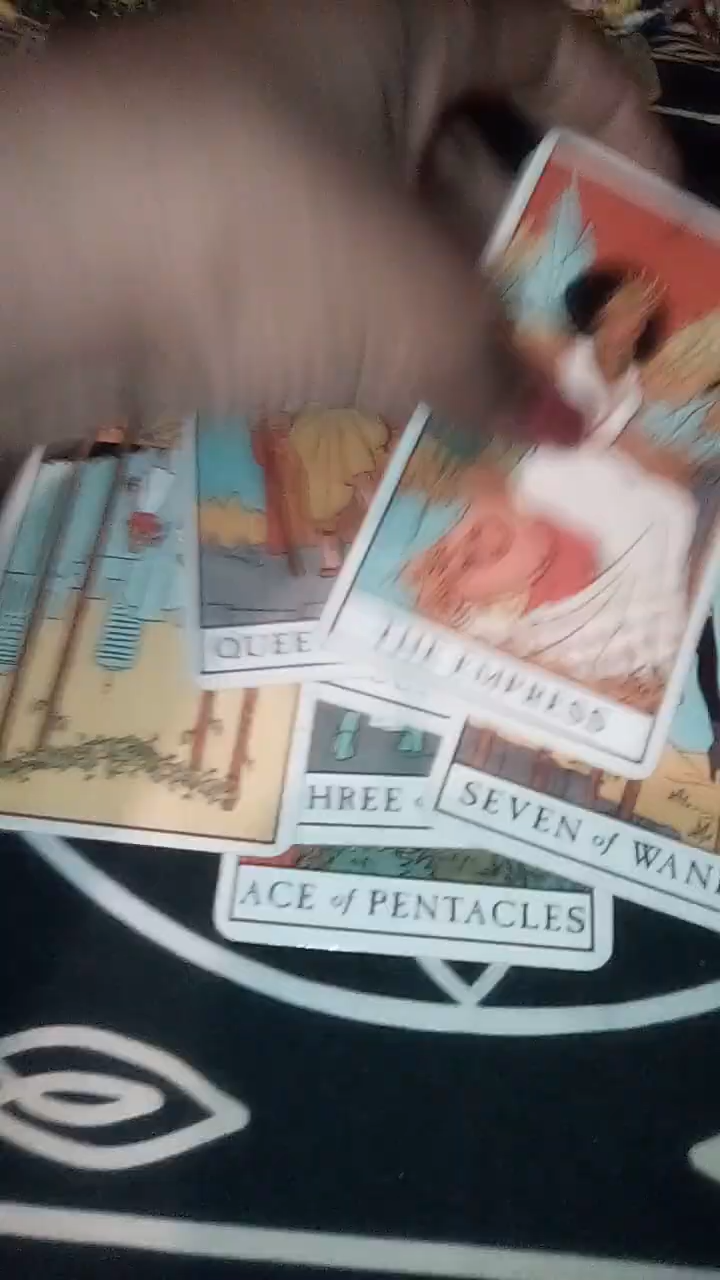 QUEE
THE EMPRESS
HREE
SEVEN of WAN
ACE of PENTACLES